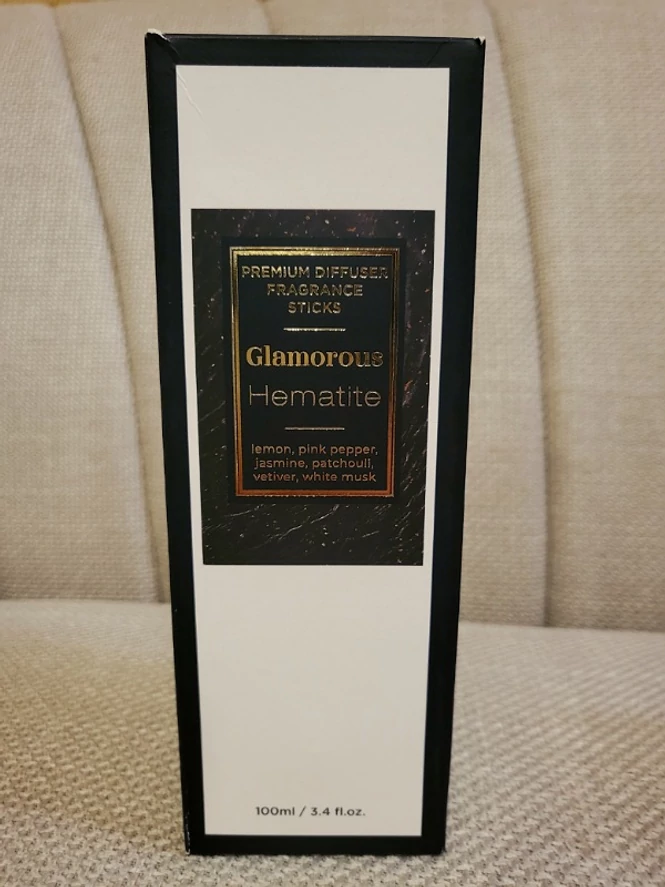 PREMIUM DIFFUSER
FRAGRANCE
STICKS
Glamorous
Hematite
lemon, pink pepper,
jasmine, patchouli,
vetiver, white musk
100ml / 3.4 fl.oz.